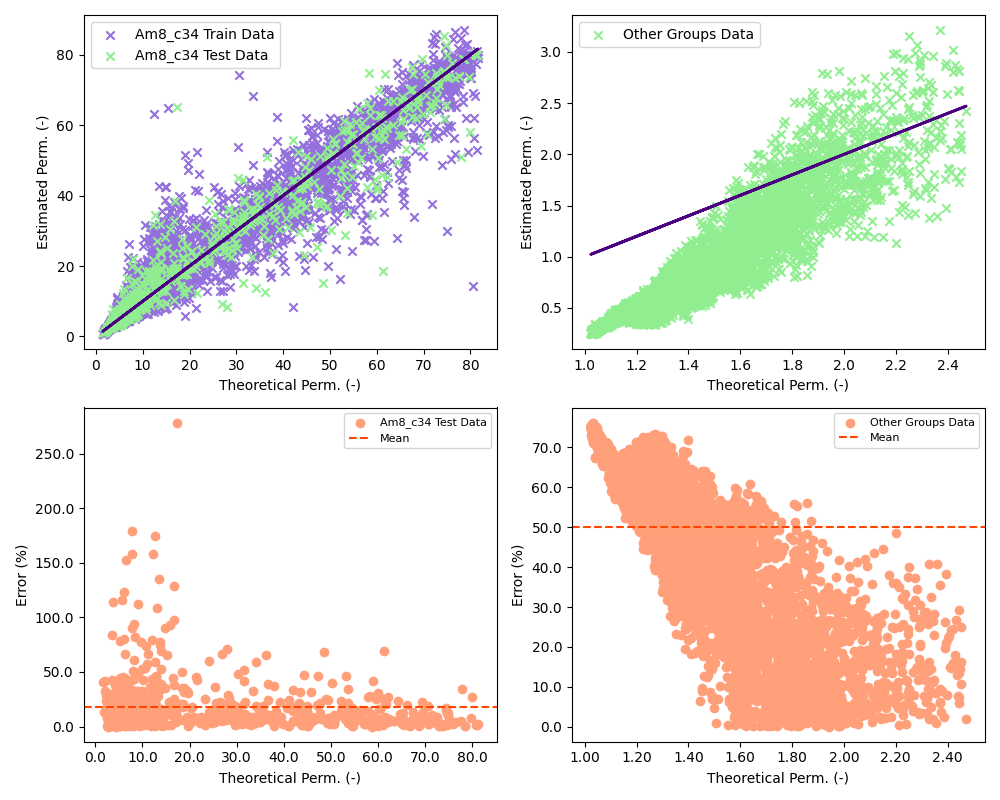 Am8_c34 Train Data
Am8_c34 Test Data
Estimated Perm. (-)
80
60
40
20
0
0 10 20 30 40 50 60 70 80
Theoretical Perm. (-)
Other Groups Data
Estimated Perm. (-)
3.0
2.5
2.0
1.5
1.0
0.5
1.0 1.2 1.4 1.6 1.8 2.0 2.2 2.4
Theoretical Perm. (-)
Am8_c34 Test Data
Mean
Error (%)
250.0
200.0
150.0
100.0
50.0
0.0
0.0 10.0 20.0 30.0 40.0 50.0 60.0 70.0 80.0
Theoretical Perm. (-)
Other Groups Data
Mean
Error (%)
70.0
60.0
50.0
40.0
30.0
20.0
10.0
0.0
1.00 1.20 1.40 1.60 1.80 2.00 2.20 2.40
Theoretical Perm. (-)